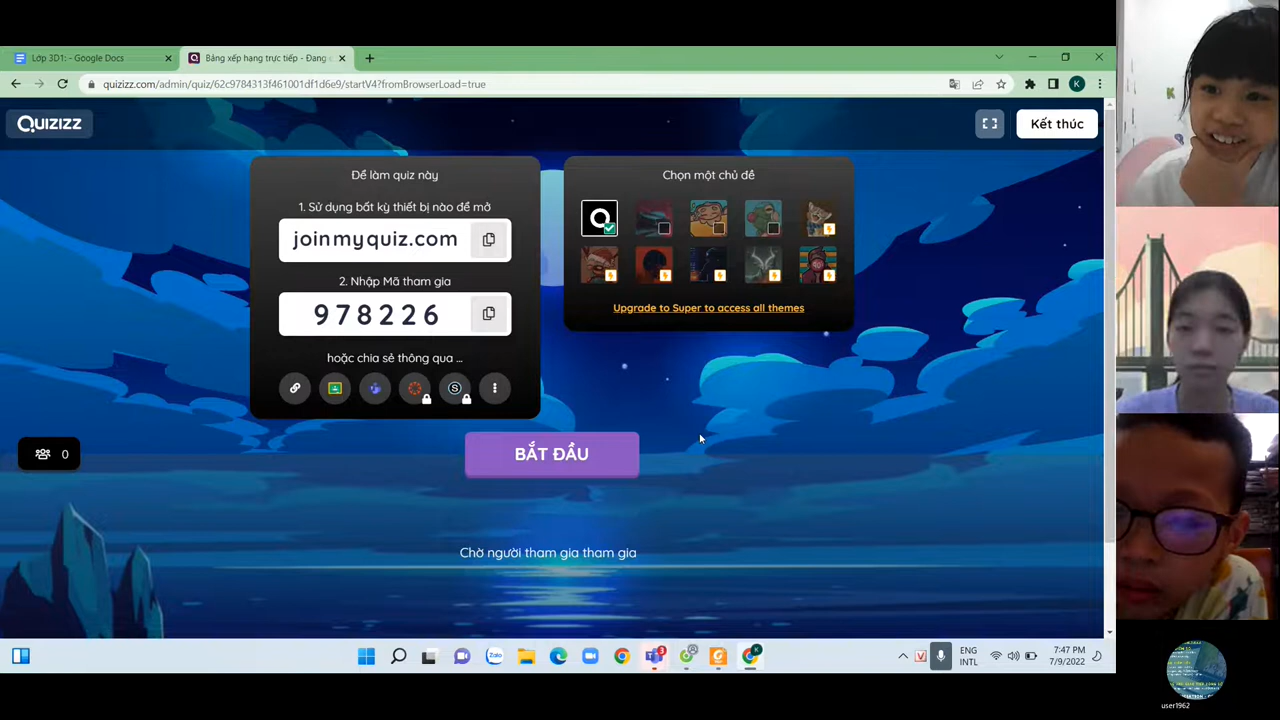 Lớp 3D1: - Google Docs
Bảng xếp hạng trực tiếp - Đang
quizizz.com/admin/quiz/62c9784313f461001df1d6e9/startV4?fromBrowserLoad=true
QUIZIZZ
Kết thúc
Để làm quiz này
1. Sử dụng bất kỳ thiết bị nào để mở
joinmyquiz.com
2. Nhập Mã tham gia
978226
hoặc chia sẻ thông qua ...
Chọn một chủ đề
Upgrade to Super to access all themes
0
BẮT ĐẦU
Chờ người tham gia tham gia
Zalo
3
ENG
INTL
7:47 PM
7/9/2022
user1962